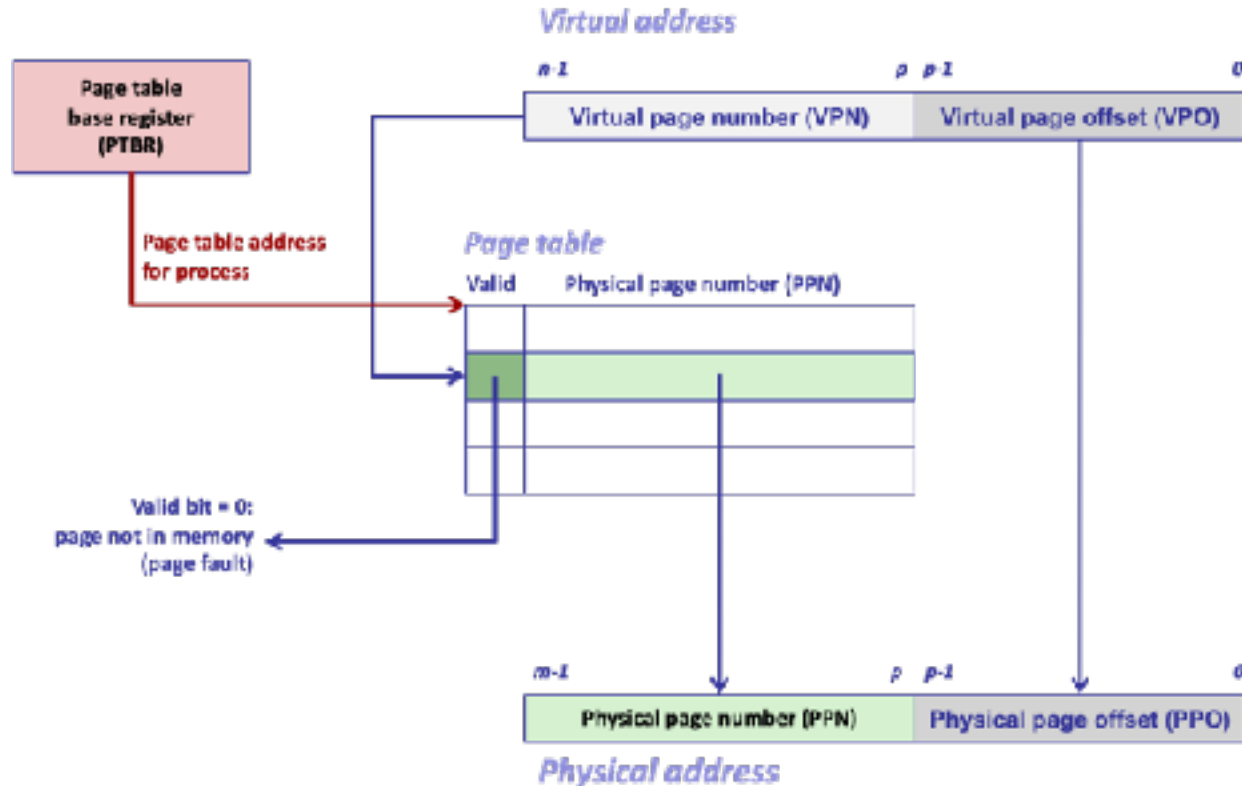 Virtual address
n-1 p p-1 0
Page table
base register
(PTBR)
Virtual page number (VPN) Virtual page offset (VPO)
Page table address
for process
Page table
Valid Physical page number (PPN)
Valid bit = 0:
page not in memory
(page fault)
m-1 p p-1 0
Physical page number (PPN) Physical page offset (PPO)
Physical address